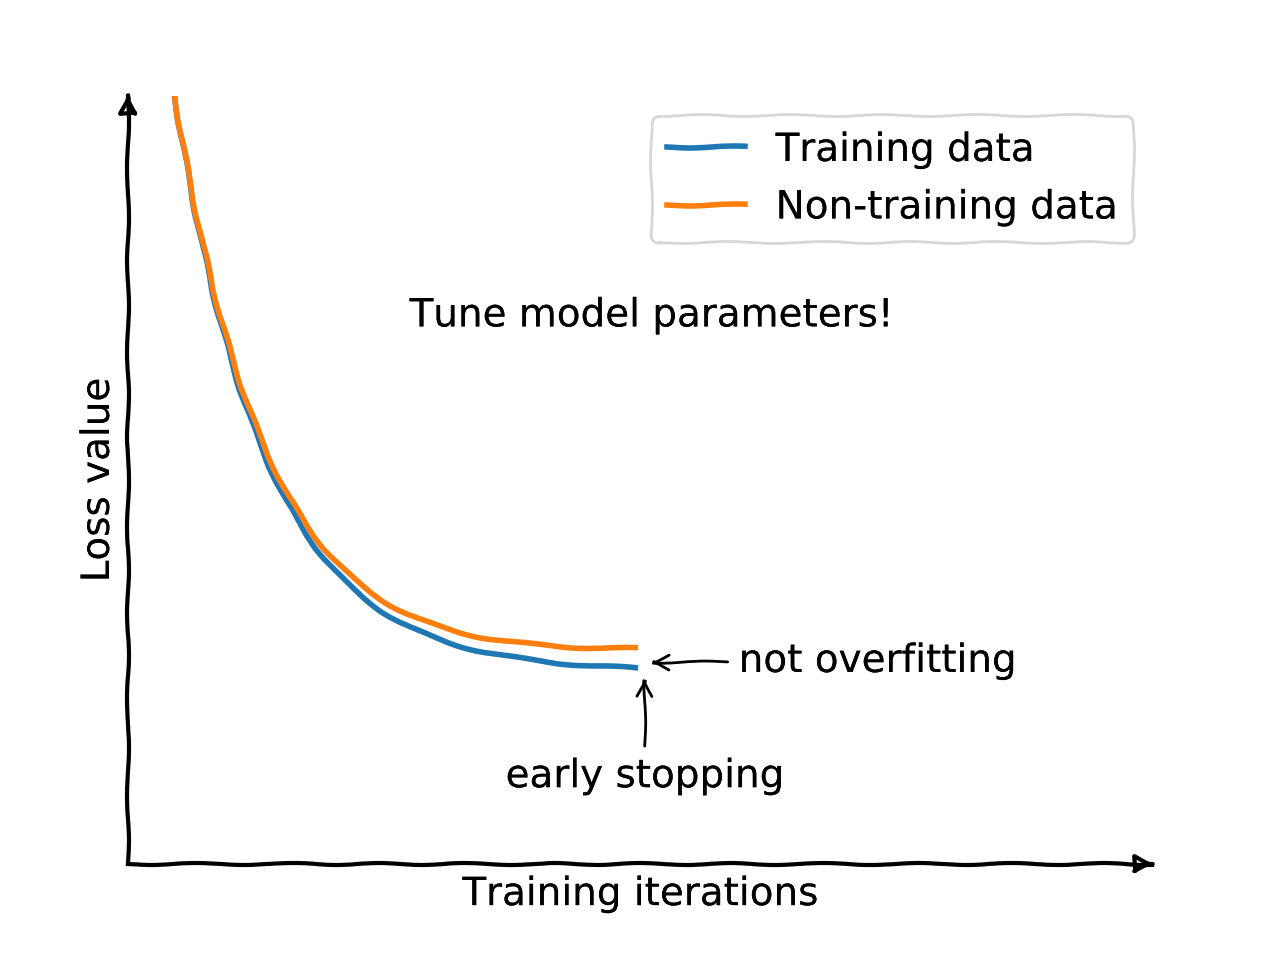 Training data
Non-training data
Tune model parameters!
Loss value
not overfitting
early stopping
Training iterations